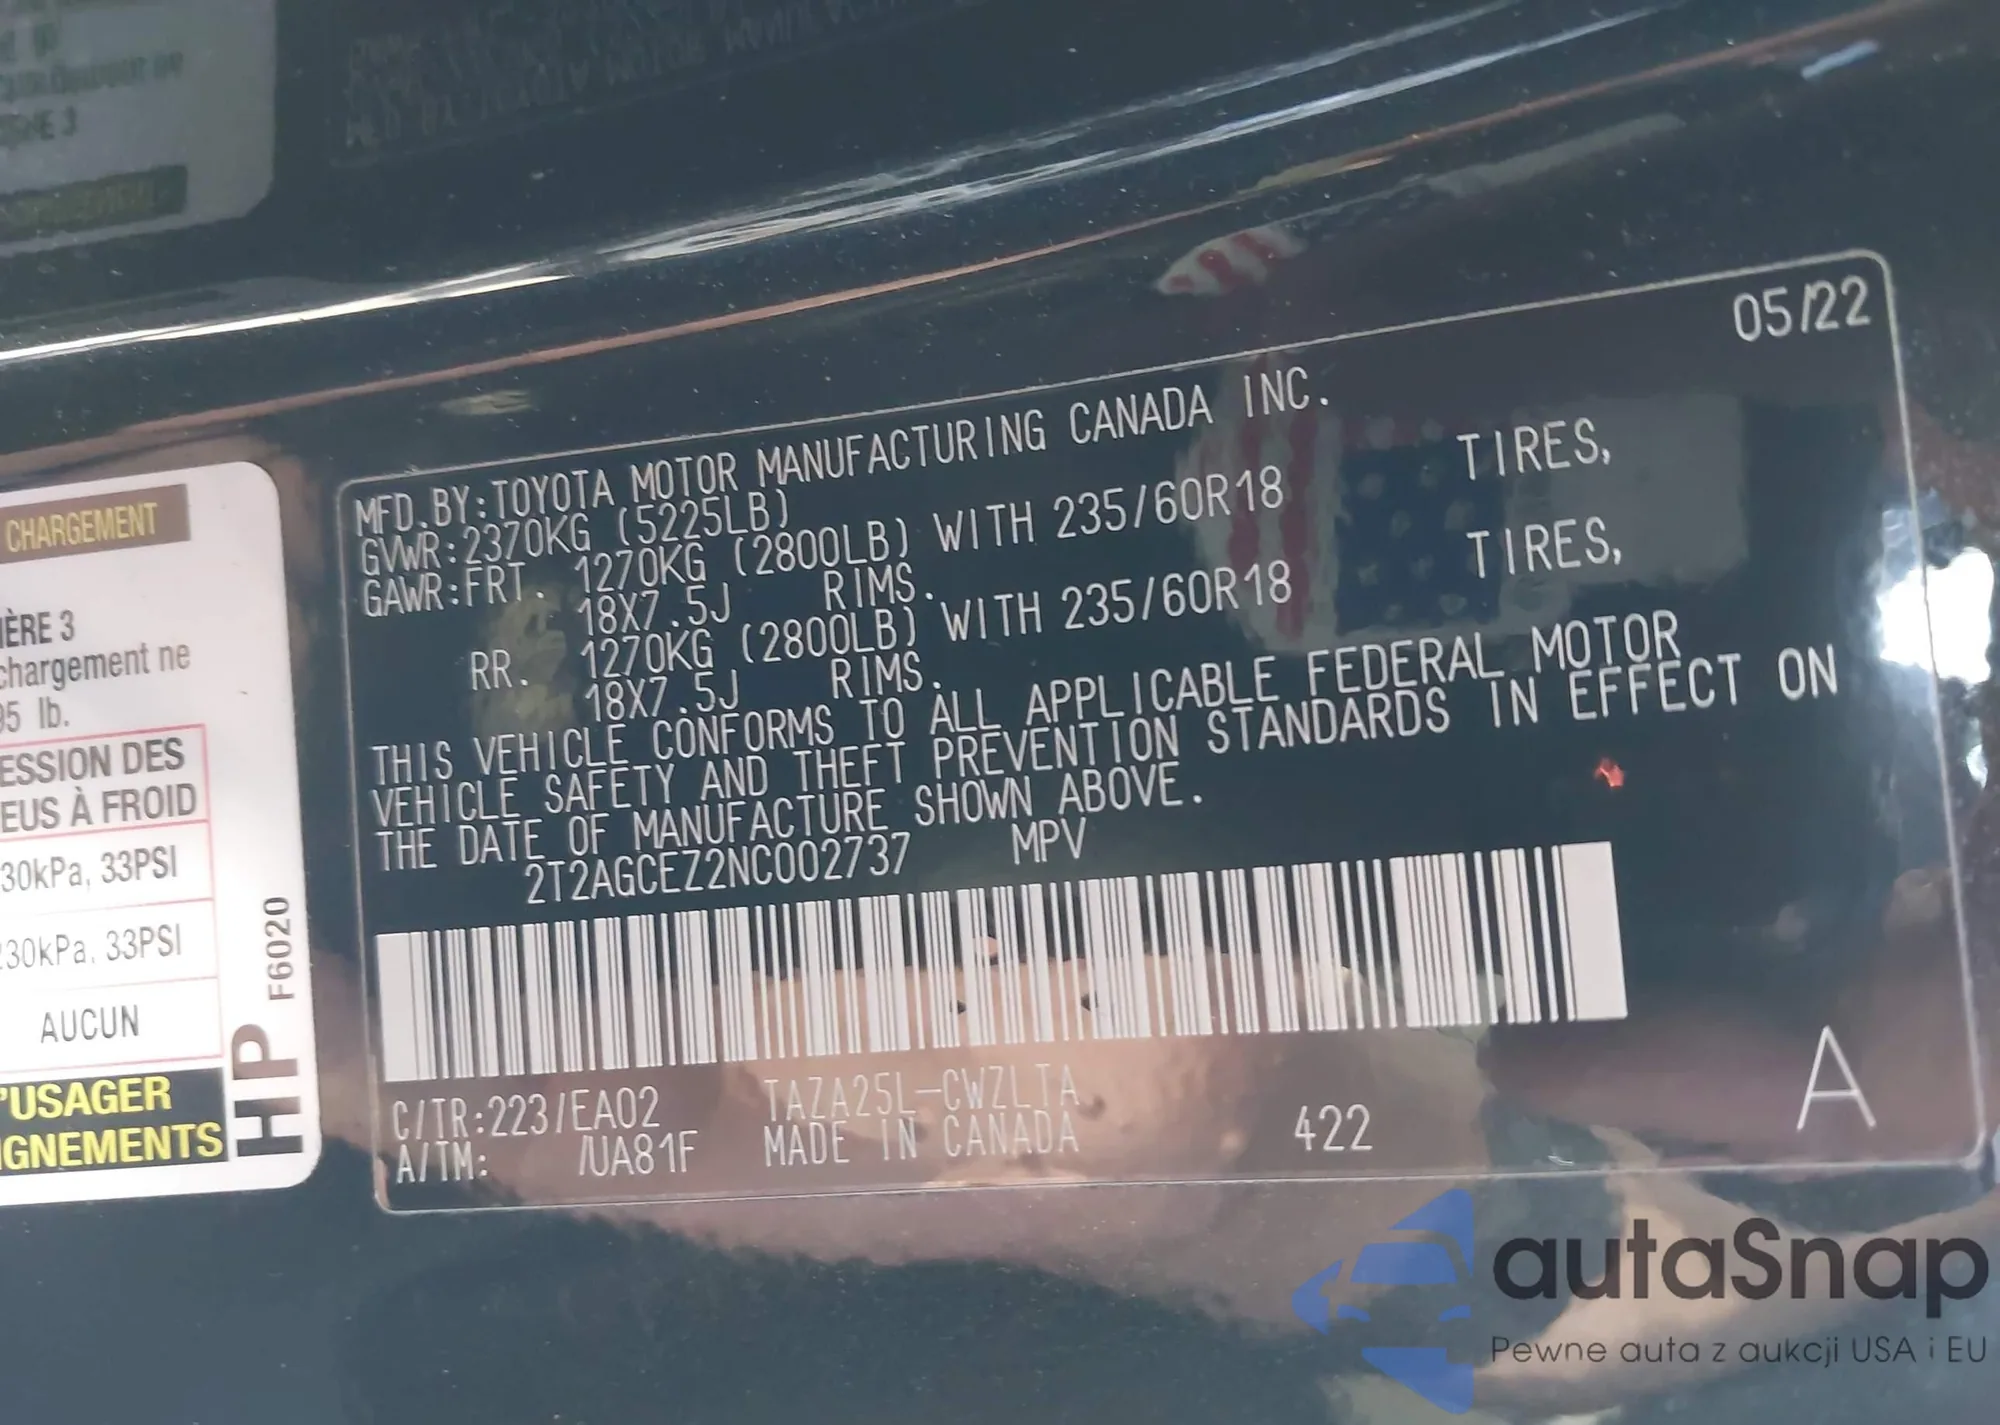 CHARGEMENT
IÈRE 3
chargement ne
95 lb.
ESSION DES
EUS À FROID
30kPa, 33PSI
230kPa, 33PSI
AUCUN
'USAGER
IGNEMENTS
HP F6020
05/22
MFD.BY:TOYOTA MOTOR MANUFACTURING CANADA INC.
GVWR:2370KG (5225LB)
GAWR:FRT. 1270KG (2800LB) WITH 235/60R18 TIRES,
18X7.5J RIMS.
RR. 1270KG (2800LB) WITH 235/60R18 TIRES,
18X7.5J RIMS.
THIS VEHICLE CONFORMS TO ALL APPLICABLE FEDERAL MOTOR
VEHICLE SAFETY AND THEFT PREVENTION STANDARDS IN EFFECT ON
THE DATE OF MANUFACTURE SHOWN ABOVE.
2T2AGCEZ2NC002737 MPV
C/TR:223/EA02 TAZA25L-CWZLTA
A/TM: /UA81F MADE IN CANADA 422 A
autaSnap
Pewne auta z aukcji USA i EU